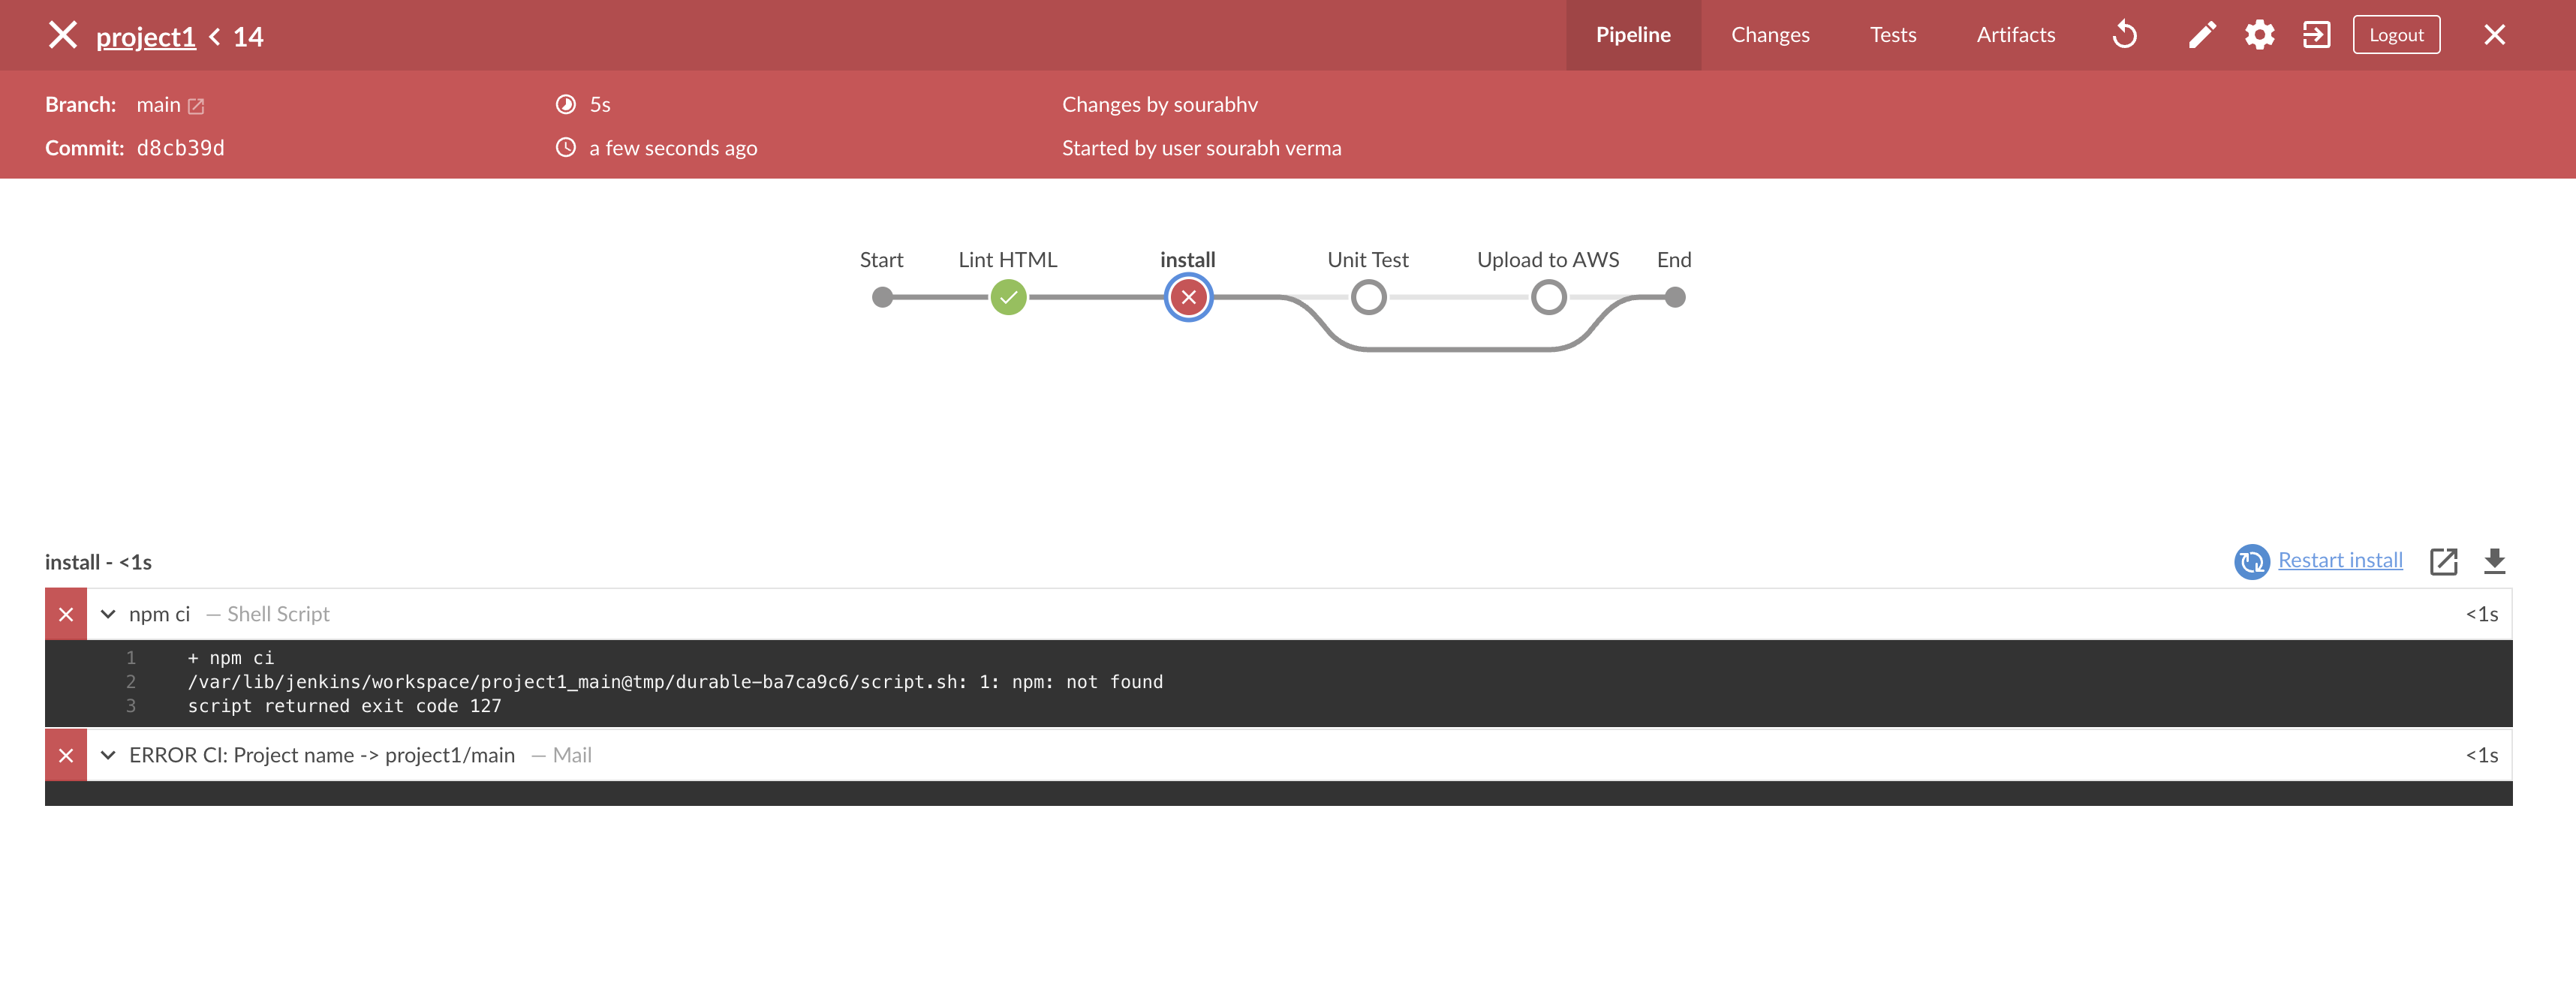 project1 < 14
Pipeline
Changes
Tests
Artifacts
Logout
Branch: main
5s
Changes by sourabhv
Commit: d8cb39d
a few seconds ago
Started by user sourabh verma
Start
Lint HTML
install
Unit Test
Upload to AWS
End
install - <1s
Restart install
npm ci — Shell Script
<1s
1 + npm ci
2 /var/lib/jenkins/workspace/project1_main@tmp/durable-ba7ca9c6/script.sh: 1: npm: not found
3 script returned exit code 127
ERROR CI: Project name -> project1/main — Mail
<1s